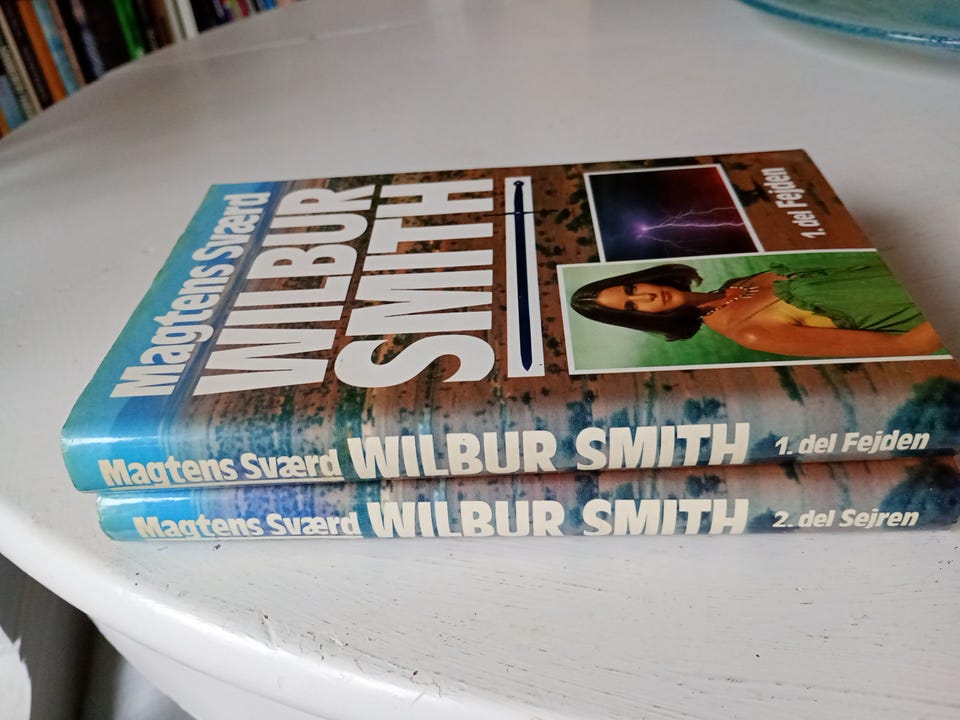 Magtens Sværd
WILBUR
SMITH
1. del Fejden
Magtens Sværd WILBUR SMITH 1. del Fejden
Magtens Sværd WILBUR SMITH 2. del Sejren